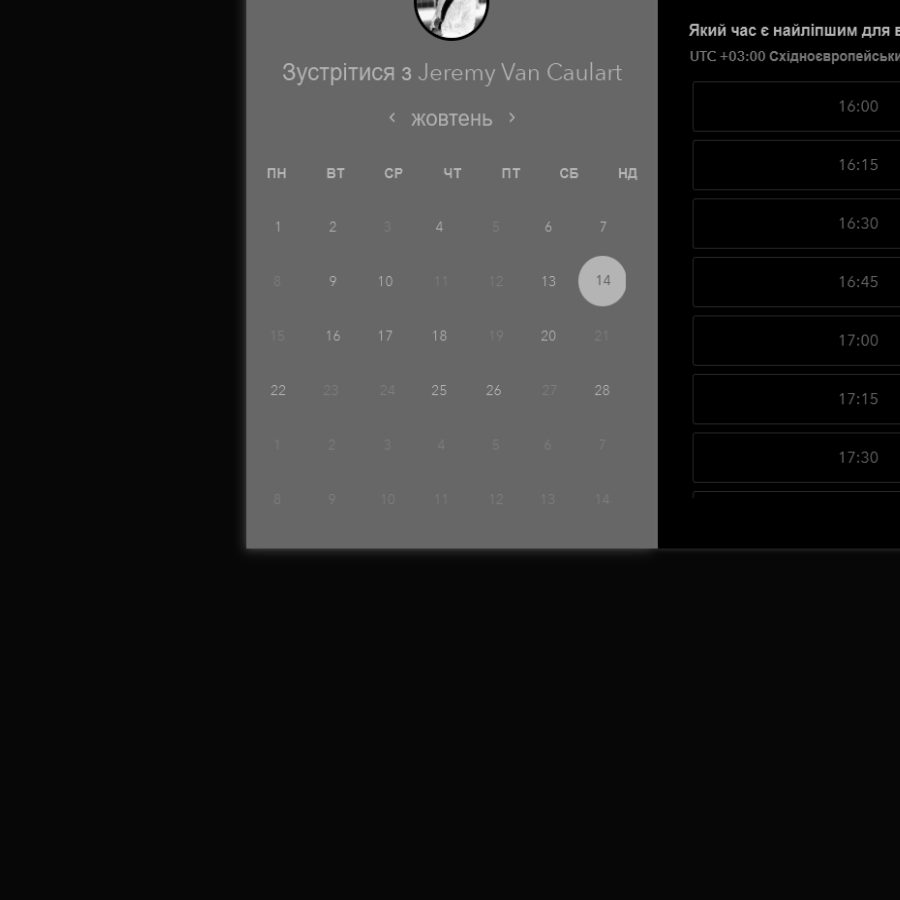 Зустрітися з Jeremy Van Caulart
жовтень
ПН ВТ СР ЧТ ПТ СБ НД
1 2 3 4 5 6 7
8 9 10 11 12 13 14
15 16 17 18 19 20 21
22 23 24 25 26 27 28
1 2 3 4 5 6 7
8 9 10 11 12 13 14
Який час є найліпшим для
UTC +03:00
16:00
16:15
16:30
16:45
17:00
17:15
17:30